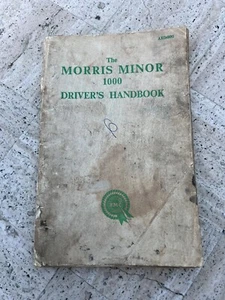 The
MORRIS MINOR
1000
DRIVER'S HANDBOOK